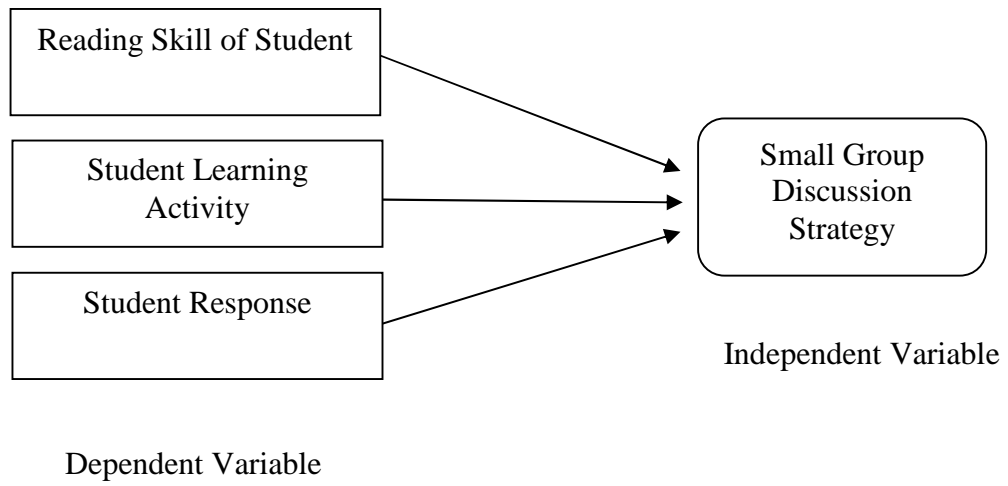 Reading Skill of Student
Student Learning
Activity
Student Response
Small Group
Discussion
Strategy
Independent Variable
Dependent Variable